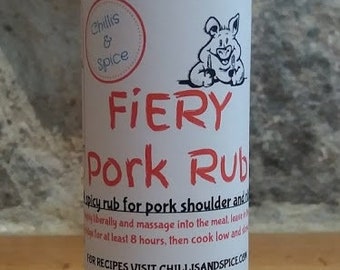 Chillis
&
Spice
FiERY
Pork Rub
spicy rub for pork shoulder and
liberally and massage into the meat. leave in
for at least 8 hours. then cook low and
FOR RECIPES VISIT CHILLISANDSPICE.COM